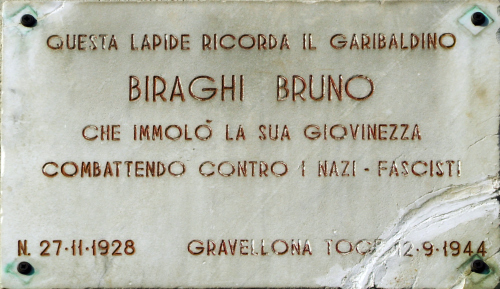 QUESTA LAPIDE RICORDA IL GARIBALDINO
BIRAGHI BRUNO
CHE IMMOLÒ LA SUA GIOVINEZZA
COMBATTENDO CONTRO I NAZI - FASCISTI
N. 27-11-1928 GRAVELLONA TOCE 12-9-1944